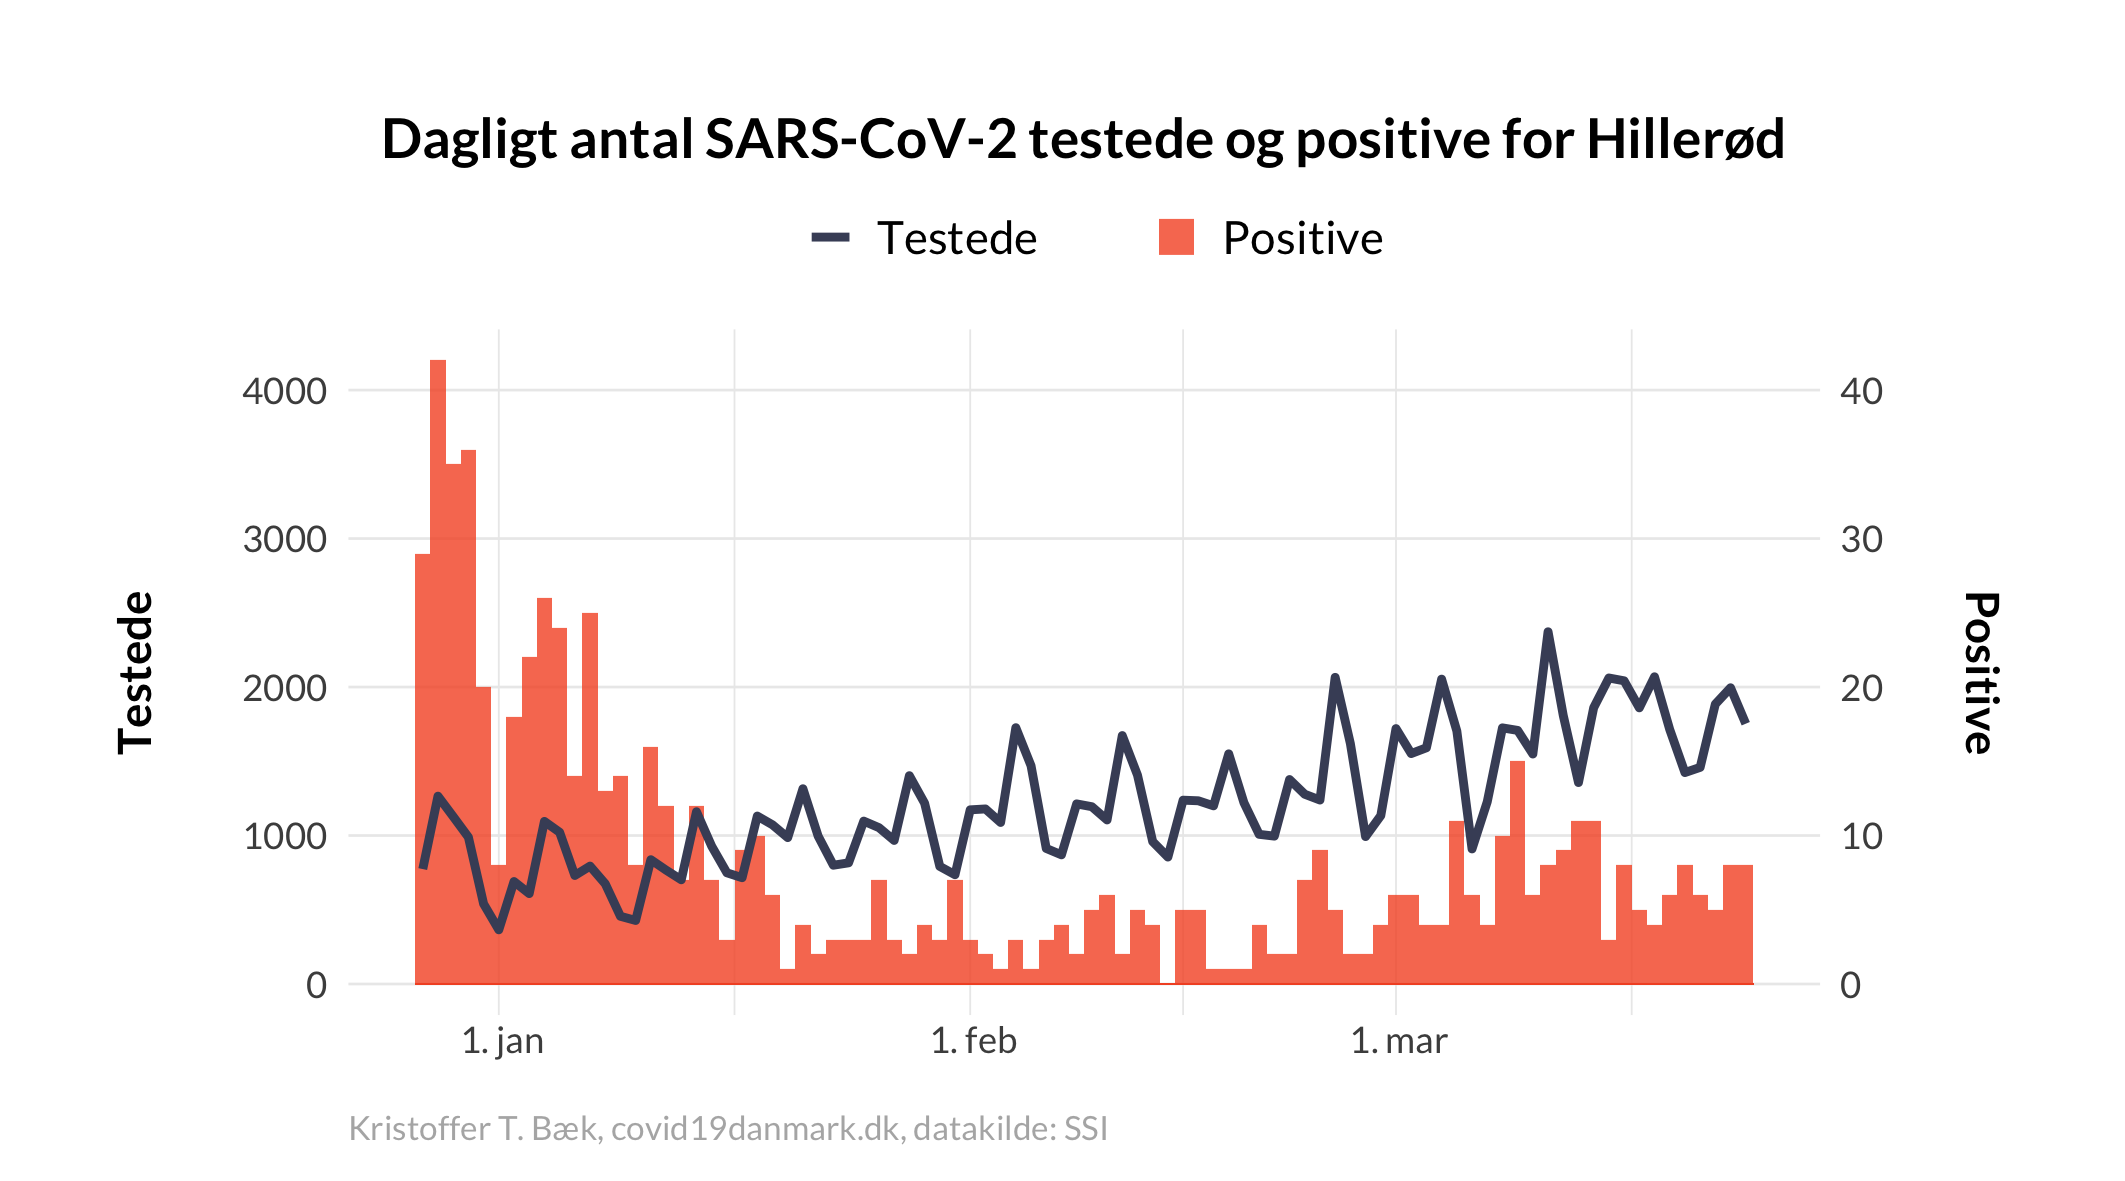 Dagligt antal SARS-CoV-2 testede og positive for Hillerød
Testede
Positive
4000
3000
2000
1000
0
40
30
20
10
0
Testede
Positive
1. jan
1. feb
1. mar
Kristoffer T. Bæk, covid19danmark.dk, datakilde: SSI